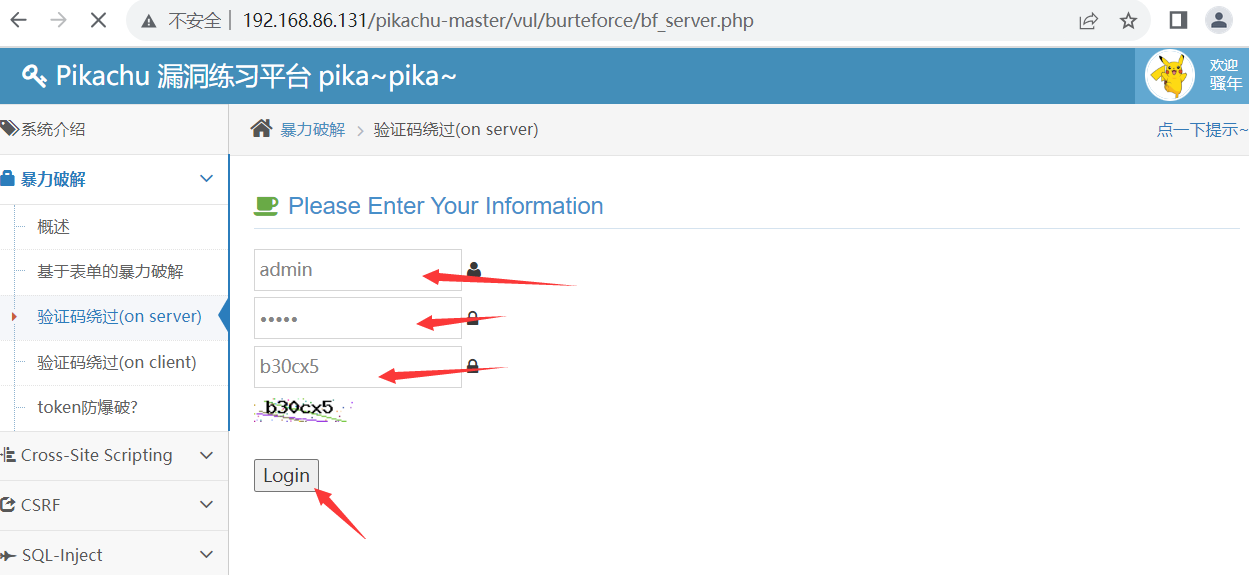 不安全 192.168.86.131/pikachu-master/vul/burteforce/bf_server.php
Pikachu 漏洞练习平台 pika~pika~
欢迎
骚年
系统介绍
暴力破解 验证码绕过(on server) 点一下提示~
暴力破解
概述
基于表单的暴力破解
验证码绕过(on server)
验证码绕过(on client)
token防爆破?
Cross-Site Scripting
CSRF
SQL-Inject
Please Enter Your Information
admin
•••••
b30cx5
b30cx5
Login